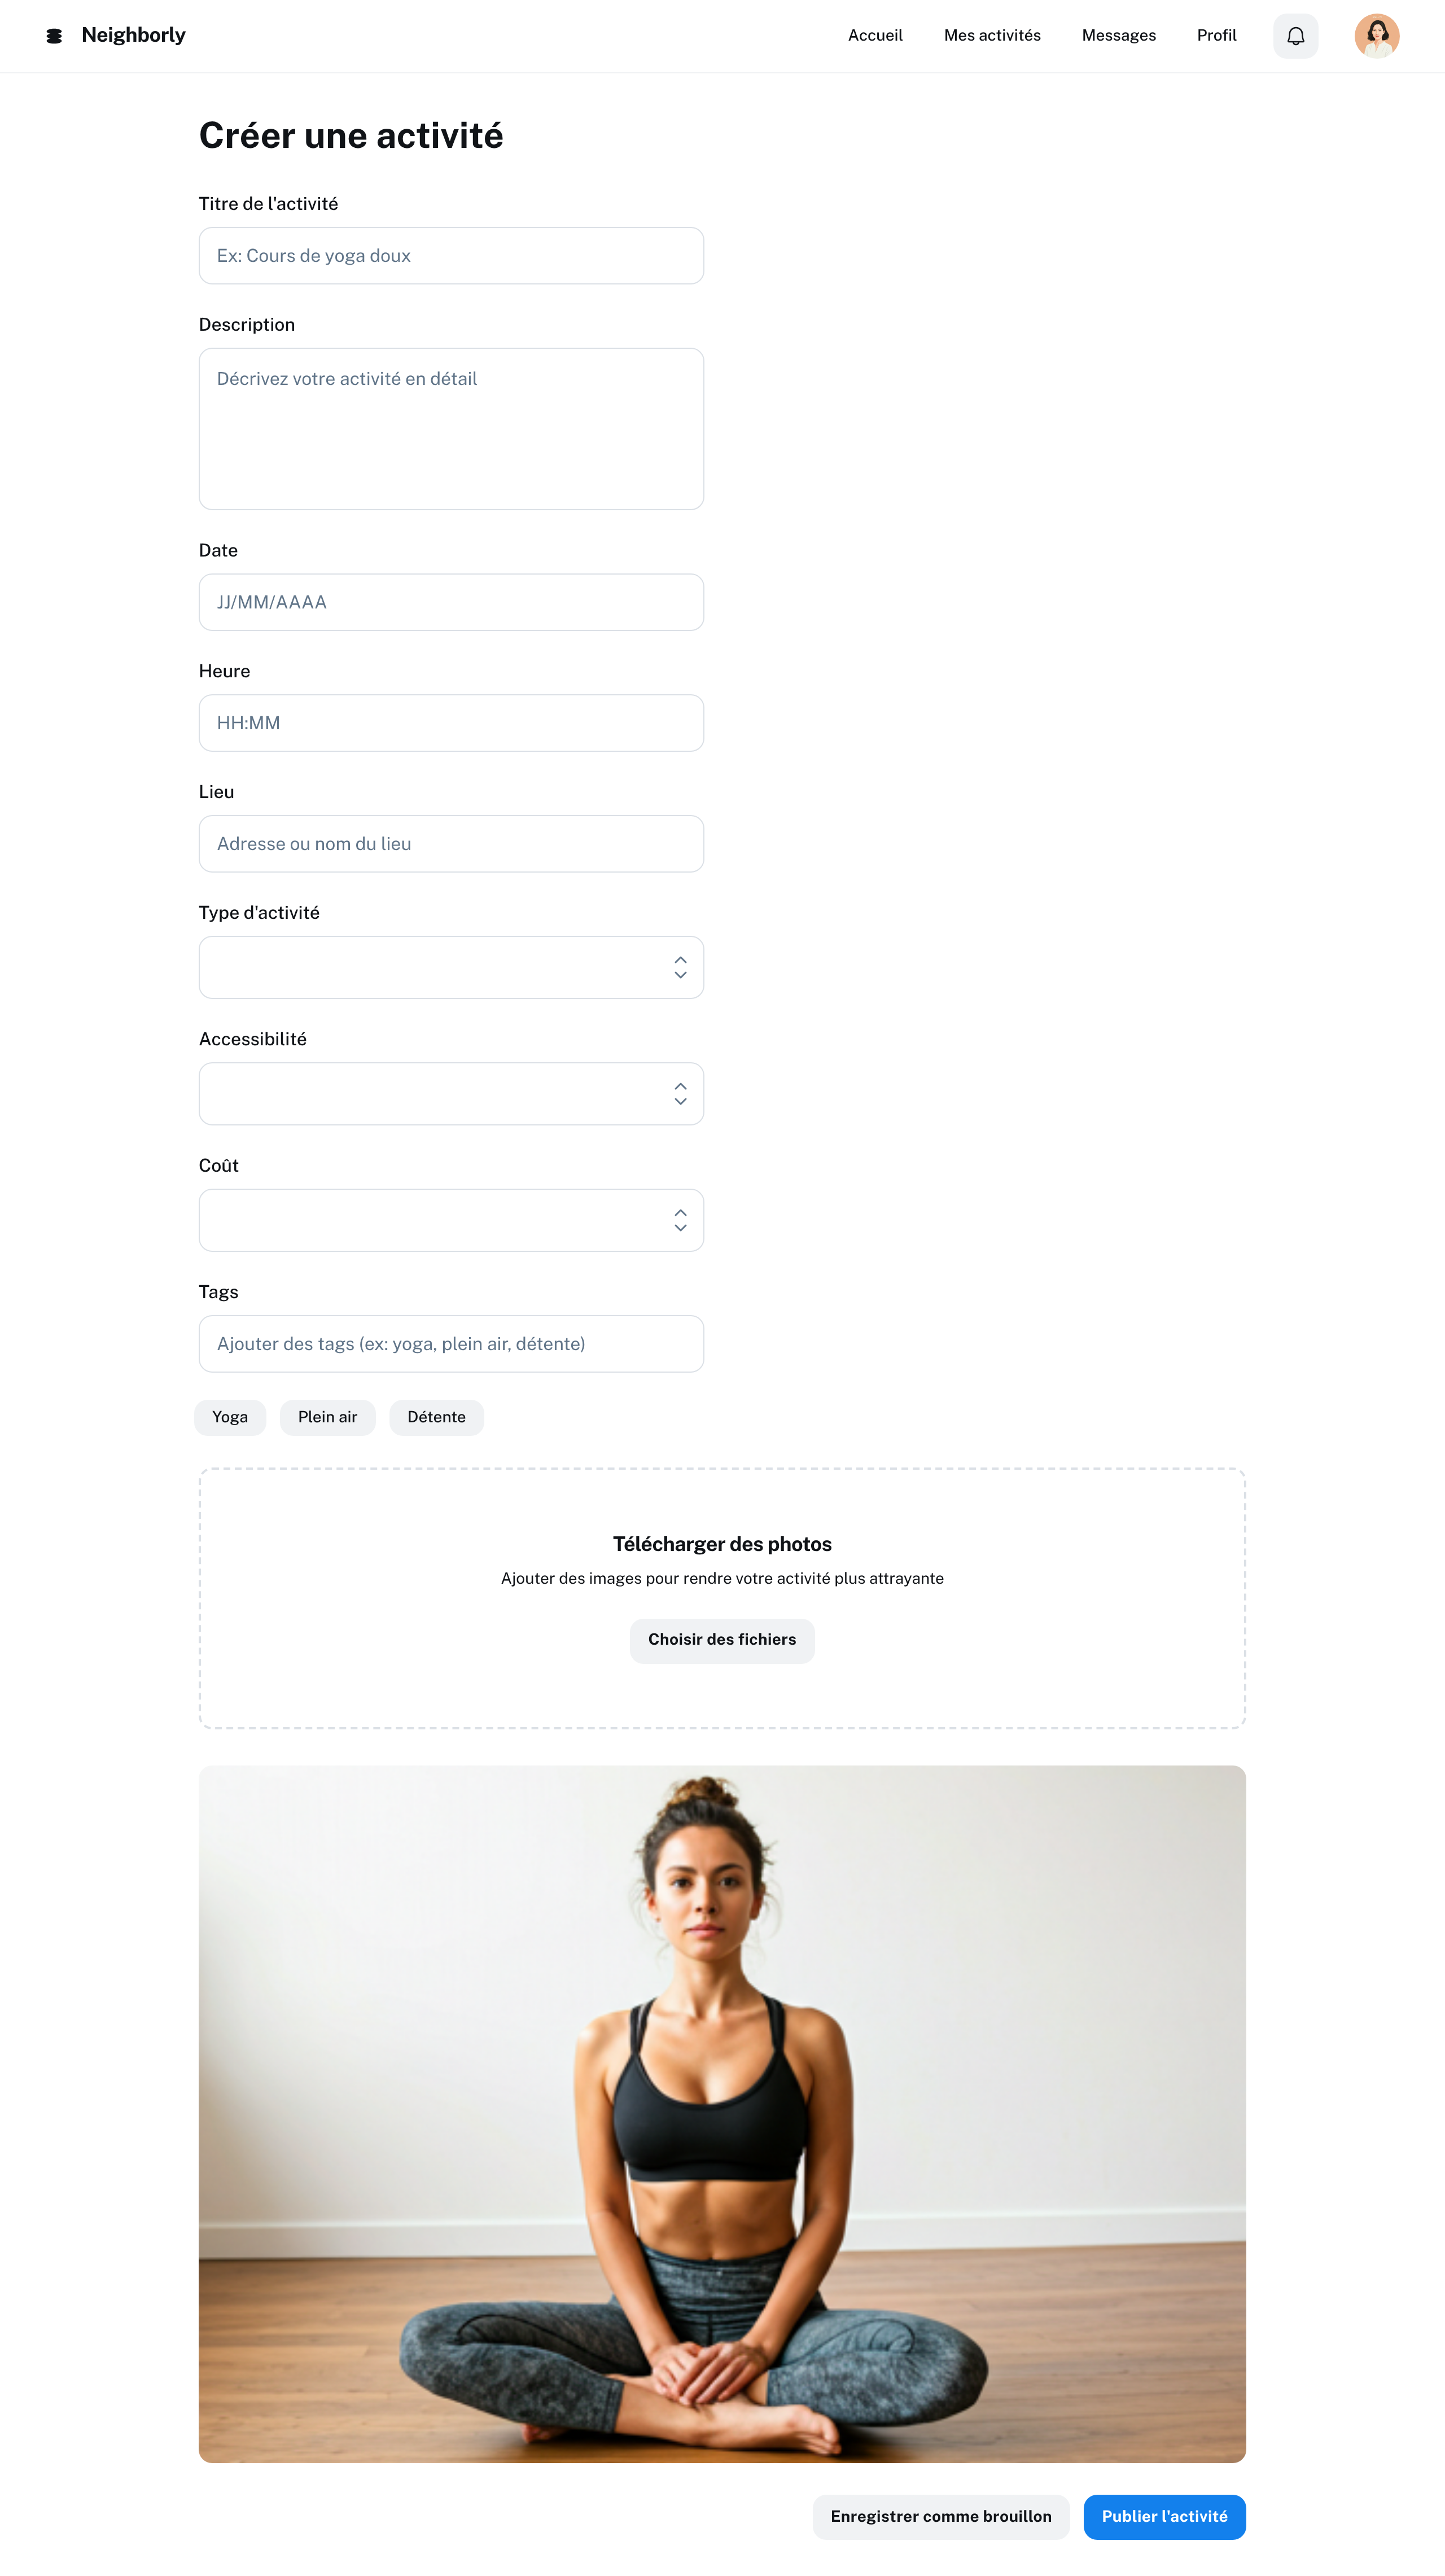 Neighborly
Accueil
Mes activités
Messages
Profil
Créer une activité
Titre de l'activité
Ex: Cours de yoga doux
Description
Décrivez votre activité en détail
Date
JJ/MM/AAAA
Heure
HH:MM
Lieu
Adresse ou nom du lieu
Type d'activité
Accessibilité
Coût
Tags
Ajouter des tags (ex: yoga, plein air, détente)
Yoga
Plein air
Détente
Télécharger des photos
Ajouter des images pour rendre votre activité plus attrayante
Choisir des fichiers
Enregistrer comme brouillon
Publier l'activité